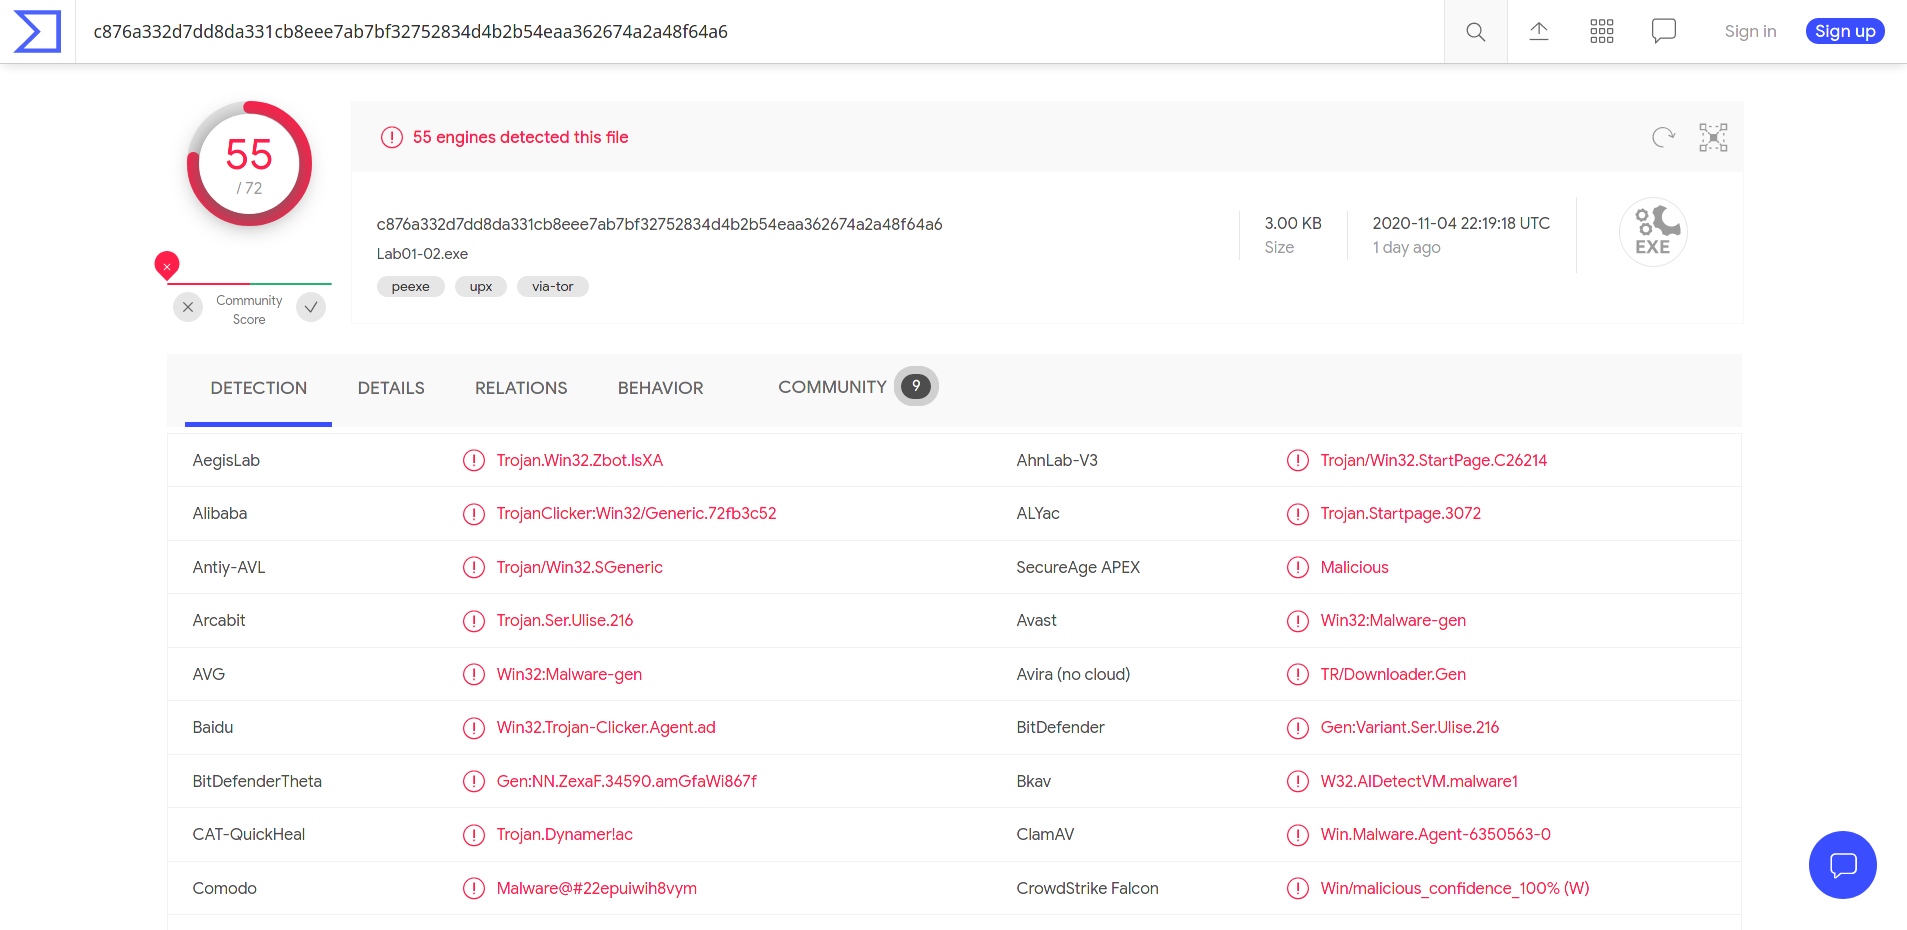 c876a332d7dd8da331cb8eee7ab7bf32752834d4b2b54eaa362674a2a48f64a6
Sign in
Sign up
55
/ 72
55 engines detected this file
c876a332d7dd8da331cb8eee7ab7bf32752834d4b2b54eaa362674a2a48f64a6
Lab01-02.exe
peexe upx via-tor
3.00 KB
Size
2020-11-04 22:19:18 UTC
1 day ago
EXE
Community
Score
DETECTION DETAILS RELATIONS BEHAVIOR COMMUNITY 9
AegisLab Trojan.Win32.Zbot.lsXA AhnLab-V3 Trojan/Win32.StartPage.C26214
Alibaba TrojanClicker:Win32/Generic.72fb3c52 ALYac Trojan.Startpage.3072
Antiy-AVL Trojan/Win32.SGeneric SecureAge APEX Malicious
Arcabit Trojan.Ser.Ulise.216 Avast Win32:Malware-gen
AVG Win32:Malware-gen Avira (no cloud) TR/Downloader.Gen
Baidu Win32.Trojan-Clicker.Agent.ad BitDefender Gen:Variant.Ser.Ulise.216
BitDefenderTheta Gen:NN.ZexaF.34590.amGfaWi867f Bkav W32.AIDetectVM.malware1
CAT-QuickHeal Trojan.Dynamer!ac ClamAV Win.Malware.Agent-6350563-0
Comodo Malware@#22epuiwih8vym CrowdStrike Falcon Win/malicious_confidence_100% (W)